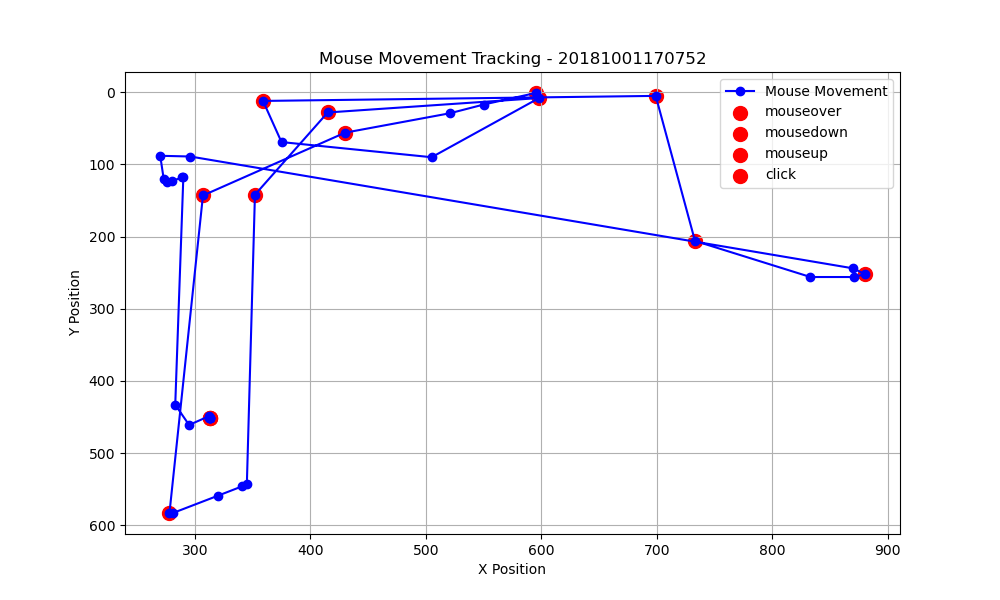 Mouse Movement Tracking - 20181001170752
Mouse Movement
mouseover
mousedown
mouseup
click
0
100
200
300
400
500
600
Y Position
300 400 500 600 700 800 900
X Position